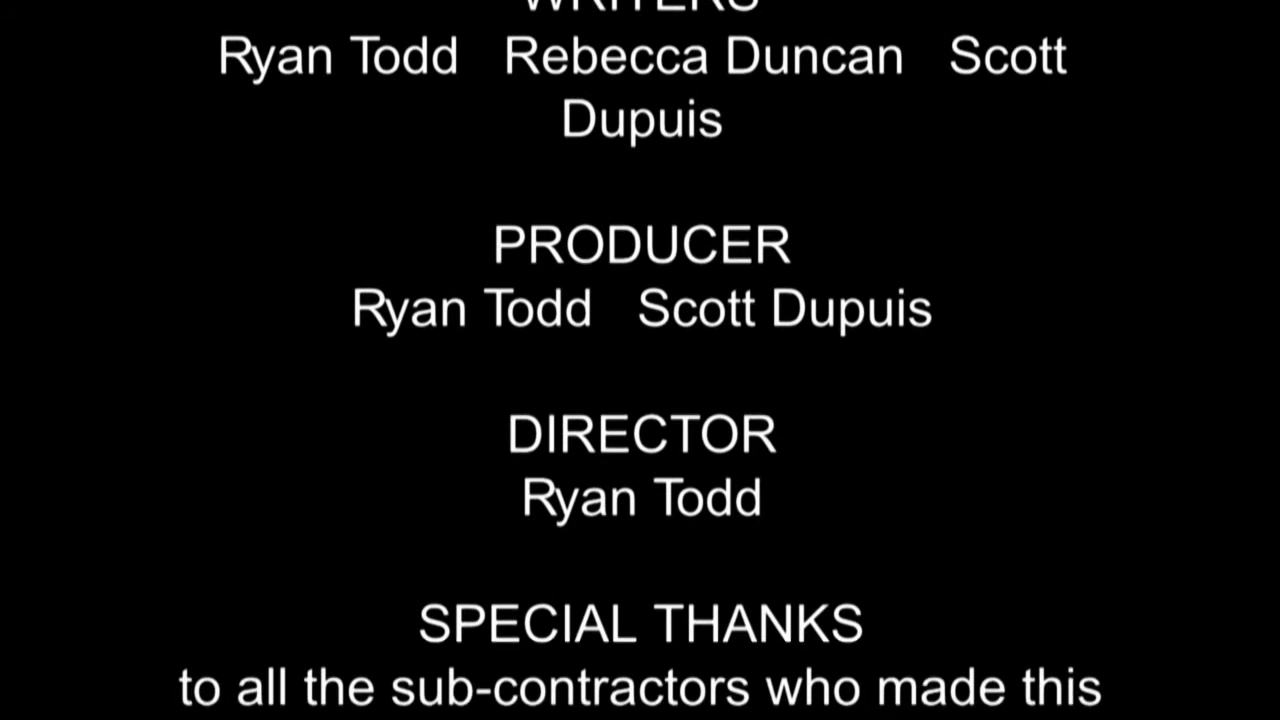 WRITERS
Ryan Todd Rebecca Duncan Scott
Dupuis
PRODUCER
Ryan Todd Scott Dupuis
DIRECTOR
Ryan Todd
SPECIAL THANKS
to all the sub-contractors who made this